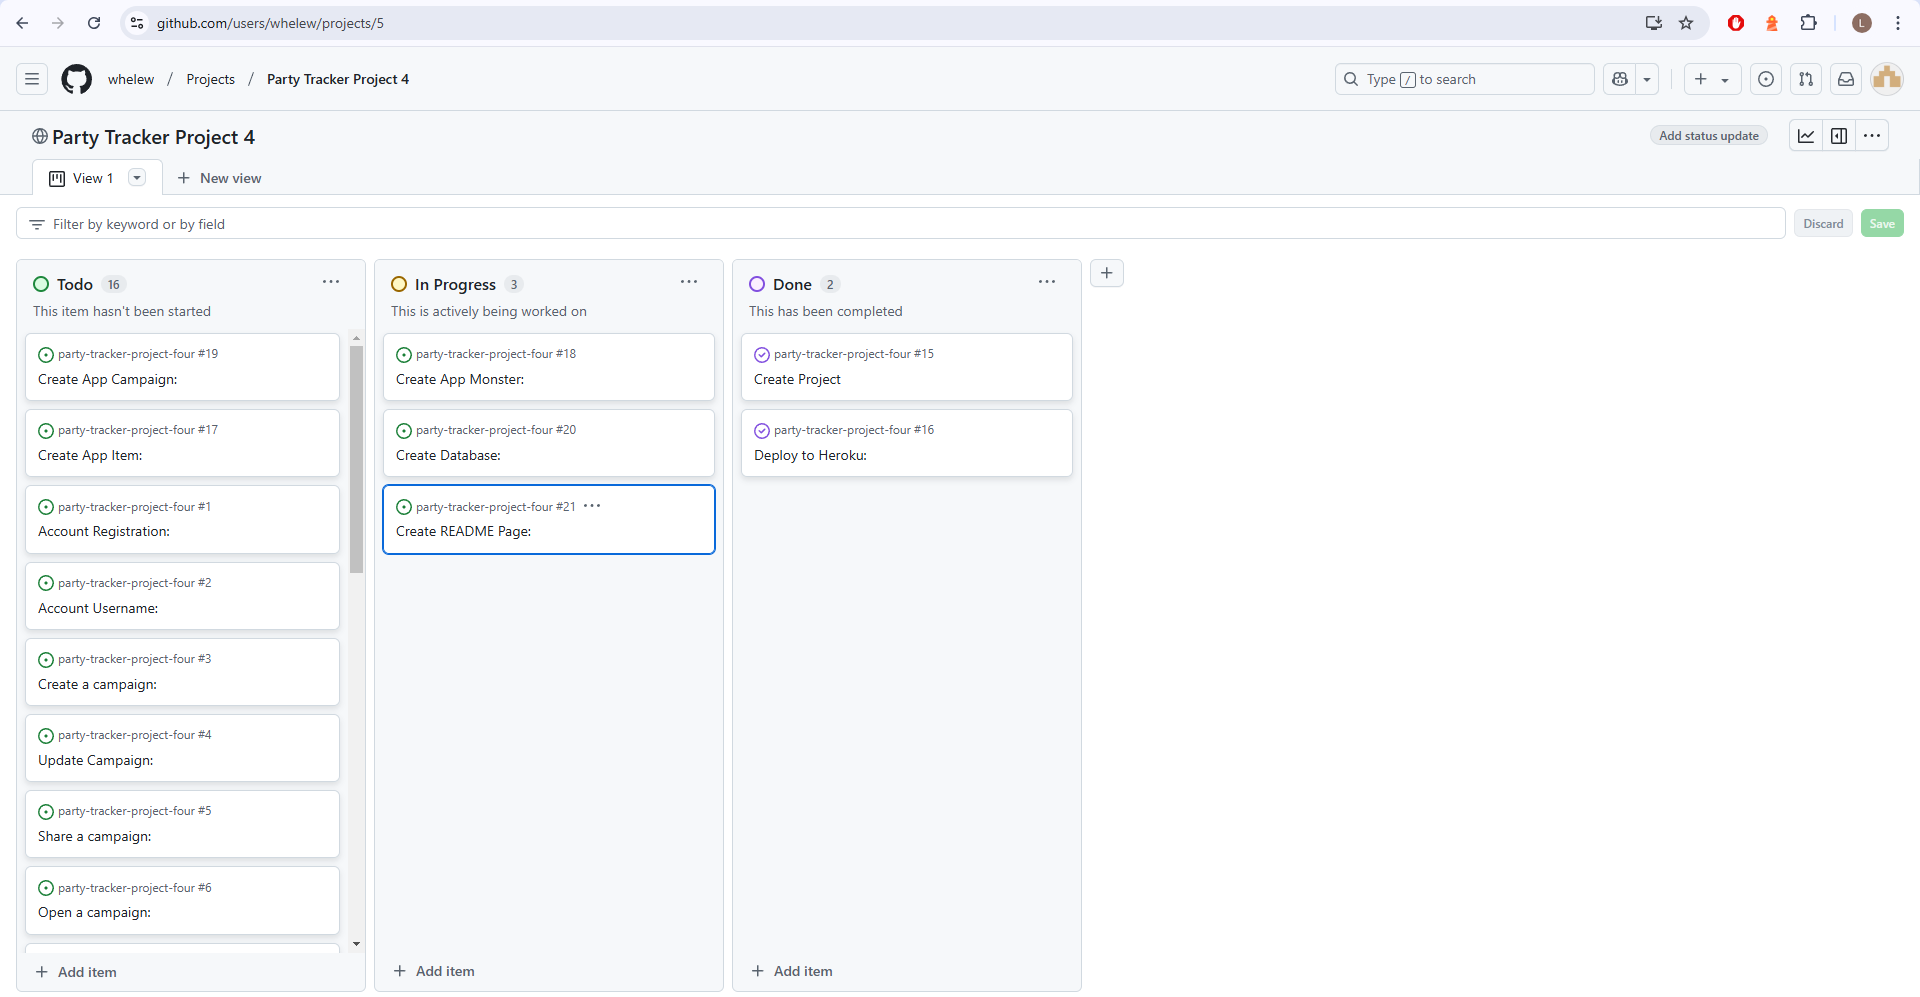 github.com/users/whelew/projects/5
L
whelew / Projects / Party Tracker Project 4
Type / to search
Party Tracker Project 4
Add status update
View 1
New view
Filter by keyword or by field
Discard
Save
Todo 16
This item hasn't been started
party-tracker-project-four #19
Create App Campaign:
party-tracker-project-four #17
Create App Item:
party-tracker-project-four #1
Account Registration:
party-tracker-project-four #2
Account Username:
party-tracker-project-four #3
Create a campaign:
party-tracker-project-four #4
Update Campaign:
party-tracker-project-four #5
Share a campaign:
party-tracker-project-four #6
Open a campaign:
Add item
In Progress 3
This is actively being worked on
party-tracker-project-four #18
Create App Monster:
party-tracker-project-four #20
Create Database:
party-tracker-project-four #21
Create README Page:
Add item
Done 2
This has been completed
party-tracker-project-four #15
Create Project
party-tracker-project-four #16
Deploy to Heroku:
Add item